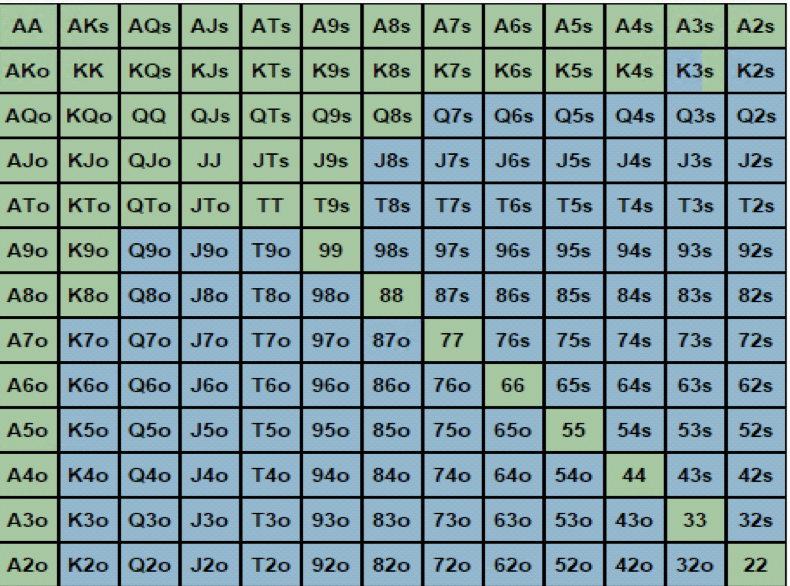 AA AKs AQs AJs ATs A9s A8s A7s A6s A5s A4s A3s A2s
AKo KK KQs KJs KTs K9s K8s K7s K6s K5s K4s K3s K2s
AQo KQo QQ QJs QTs Q9s Q8s Q7s Q6s Q5s Q4s Q3s Q2s
AJo KJo QJo JJ JTs J9s J8s J7s J6s J5s J4s J3s J2s
ATo KTo QTo JTo TT T9s T8s T7s T6s T5s T4s T3s T2s
A9o K9o Q9o J9o T9o 99 98s 97s 96s 95s 94s 93s 92s
A8o K8o Q8o J8o T8o 98o 88 87s 86s 85s 84s 83s 82s
A7o K7o Q7o J7o T7o 97o 87o 77 76s 75s 74s 73s 72s
A6o K6o Q6o J6o T6o 96o 86o 76o 66 65s 64s 63s 62s
A5o K5o Q5o J5o T5o 95o 85o 75o 65o 55 54s 53s 52s
A4o K4o Q4o J4o T4o 94o 84o 74o 64o 54o 44 43s 42s
A3o K3o Q3o J3o T3o 93o 83o 73o 63o 53o 43o 33 32s
A2o K2o Q2o J2o T2o 92o 82o 72o 62o 52o 42o 32o 22